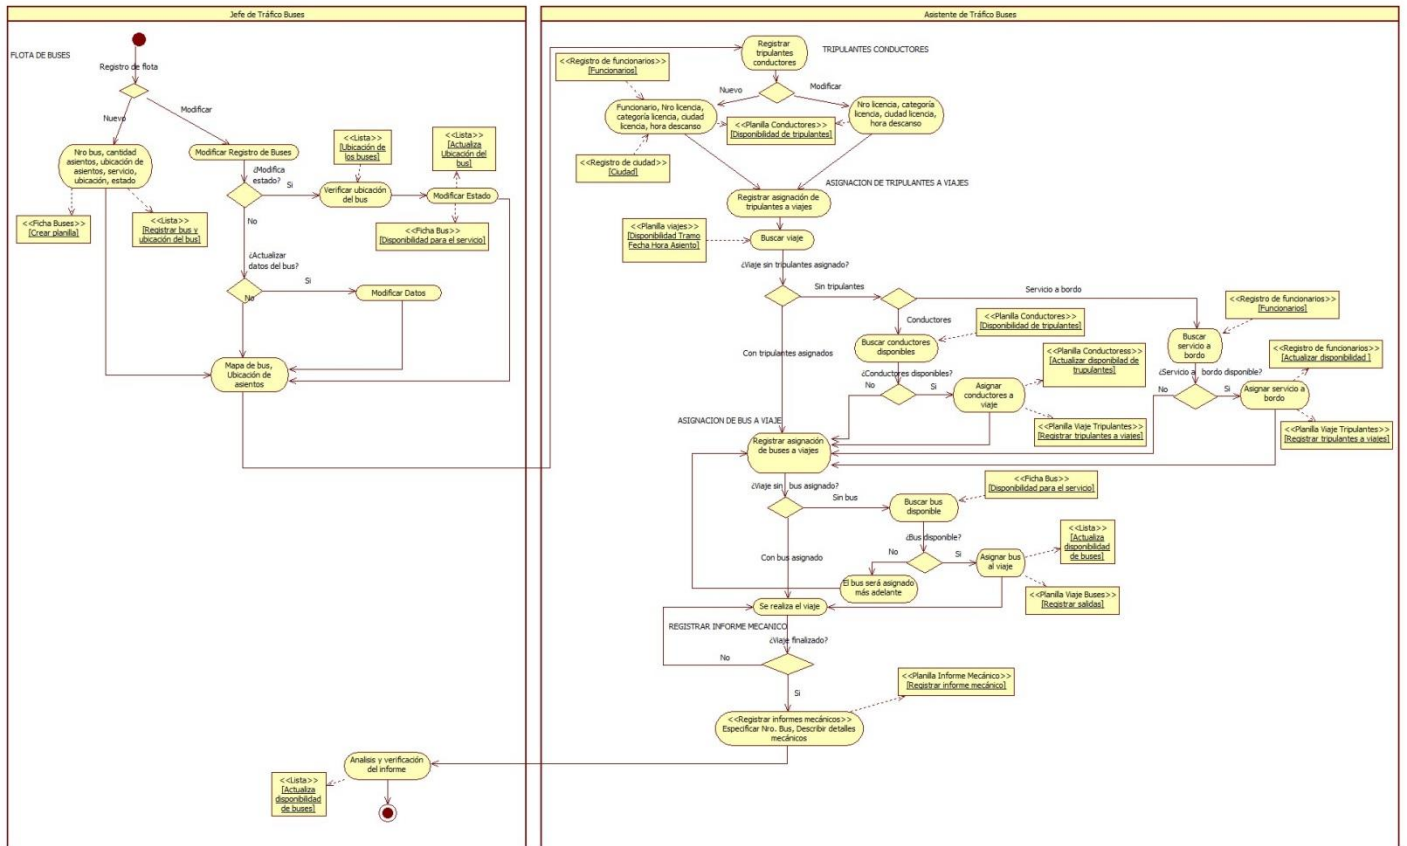 Jefe de Tráfico Buses
FLOTA DE BUSES
Registro de flota
Nuevo
Modificar
Nro bus, cantidad
asientos, ubicación de
asientos, servicio,
ubicación, estado
<<Ficha Buses>>
[Crear planilla]
<<Lista>>
[Registrar bus y
ubicación del bus]
Modificar Registro de Buses
¿Modifica
estado?
Si
No
<<Lista>>
[Ubicación de
los buses]
Verificar ubicación
del bus
<<Lista>>
[Actualiza
Ubicación del
bus]
Modificar Estado
<<Ficha Bus>>
[Disponibilidad para el servicio]
¿Actualizar
datos del bus?
Si
No
Modificar Datos
Mapa de bus,
Ubicación de
asientos
Analisis y verificación
del informe
<<Lista>>
[Actualiza
disponibilidad
de buses]
Asistente de Tráfico Buses
Registrar
tripulantes
conductores
TRIPULANTES CONDUCTORES
<<Registro de funcionarios>>
[Funcionarios]
Nuevo
Modificar
Funcionario, Nro licencia,
categoría licencia, ciudad
licencia, hora descanso
<<Planilla Conductores>>
[Disponibilidad de tripulantes]
Nro licencia, categoría
licencia, ciudad licencia,
hora descanso
<<Registro de ciudad>>
[Ciudad]
ASIGNACION DE TRIPULANTES A VIAJES
Registrar asignación de
tripulantes a viajes
<<Planilla viajes>>
[Disponibilidad Tramo
Fecha Hora Asiento]
Buscar viaje
¿Viaje sin tripulantes asignado?
Sin tripulantes
Servicio a bordo
Conductores
Con tripulantes asignados
<<Planilla Conductores>>
[Disponibilidad de tripulantes]
Buscar conductores
disponibles
¿Conductores disponibles?
No
Si
Asignar
conductores a
viaje
<<Planilla Conductoress>>
[Actualizar disponibilad de
trupulantes]
<<Planilla Viaje Tripulantes>>
[Registrar tripulantes a viajes]
<<Registro de funcionarios>>
[Funcionarios]
Buscar
servicio a
bordo
<<Registro de funcionarios>>
[Actualizar disponibilidad ]
¿Servicio a bordo disponible?
No
Si
Asignar servicio a
bordo
<<Planilla Viaje Tripulantes>>
[Registrar tripulantes a viajes]
ASIGNACION DE BUS A VIAJE
Registrar asignación
de buses a viajes
¿Viaje sin bus asignado?
Sin bus
Con bus asignado
Buscar bus
disponible
<<Ficha Bus>>
[Disponibilidad para el servicio]
¿Bus disponible?
No
Si
El bus será asignado
más adelante
Asignar bus
al viaje
<<Lista>>
[Actualiza
disponibilidad
de buses]
<<Planilla Viaje Buses>>
[Registrar salidas]
Se realiza el viaje
REGISTRAR INFORME MECANICO
¿Viaje finalizado?
No
Si
<<Planilla Informe Mecánico>>
[Registrar informe mecánico]
<<Registrar informes mecánicos>>
Especificar Nro. Bus, Describir detalles
mecánicos